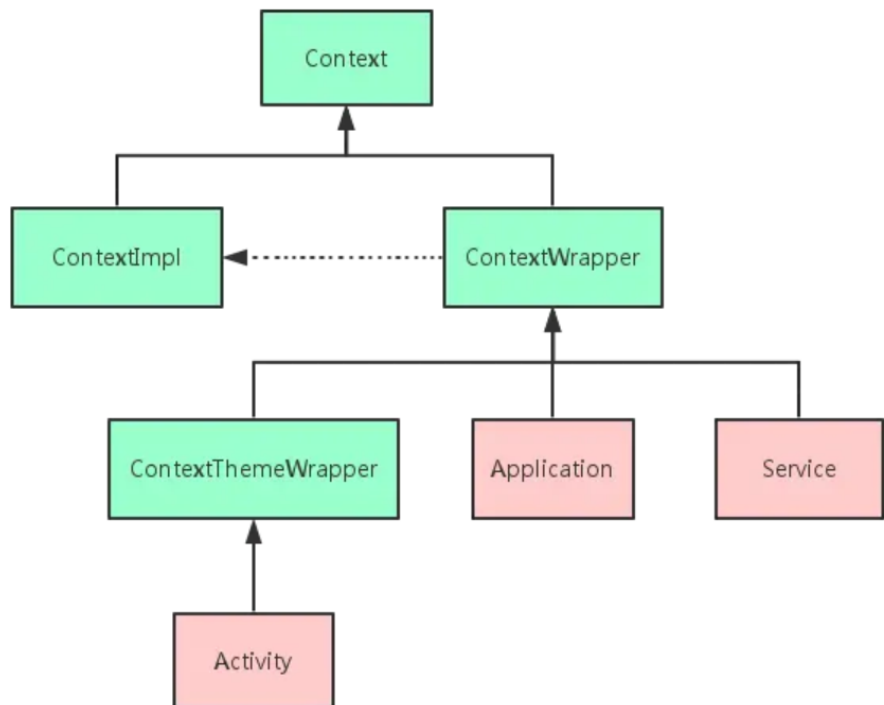 Context
ContextImpl
ContextWrapper
ContextThemeWrapper
Application
Service
Activity